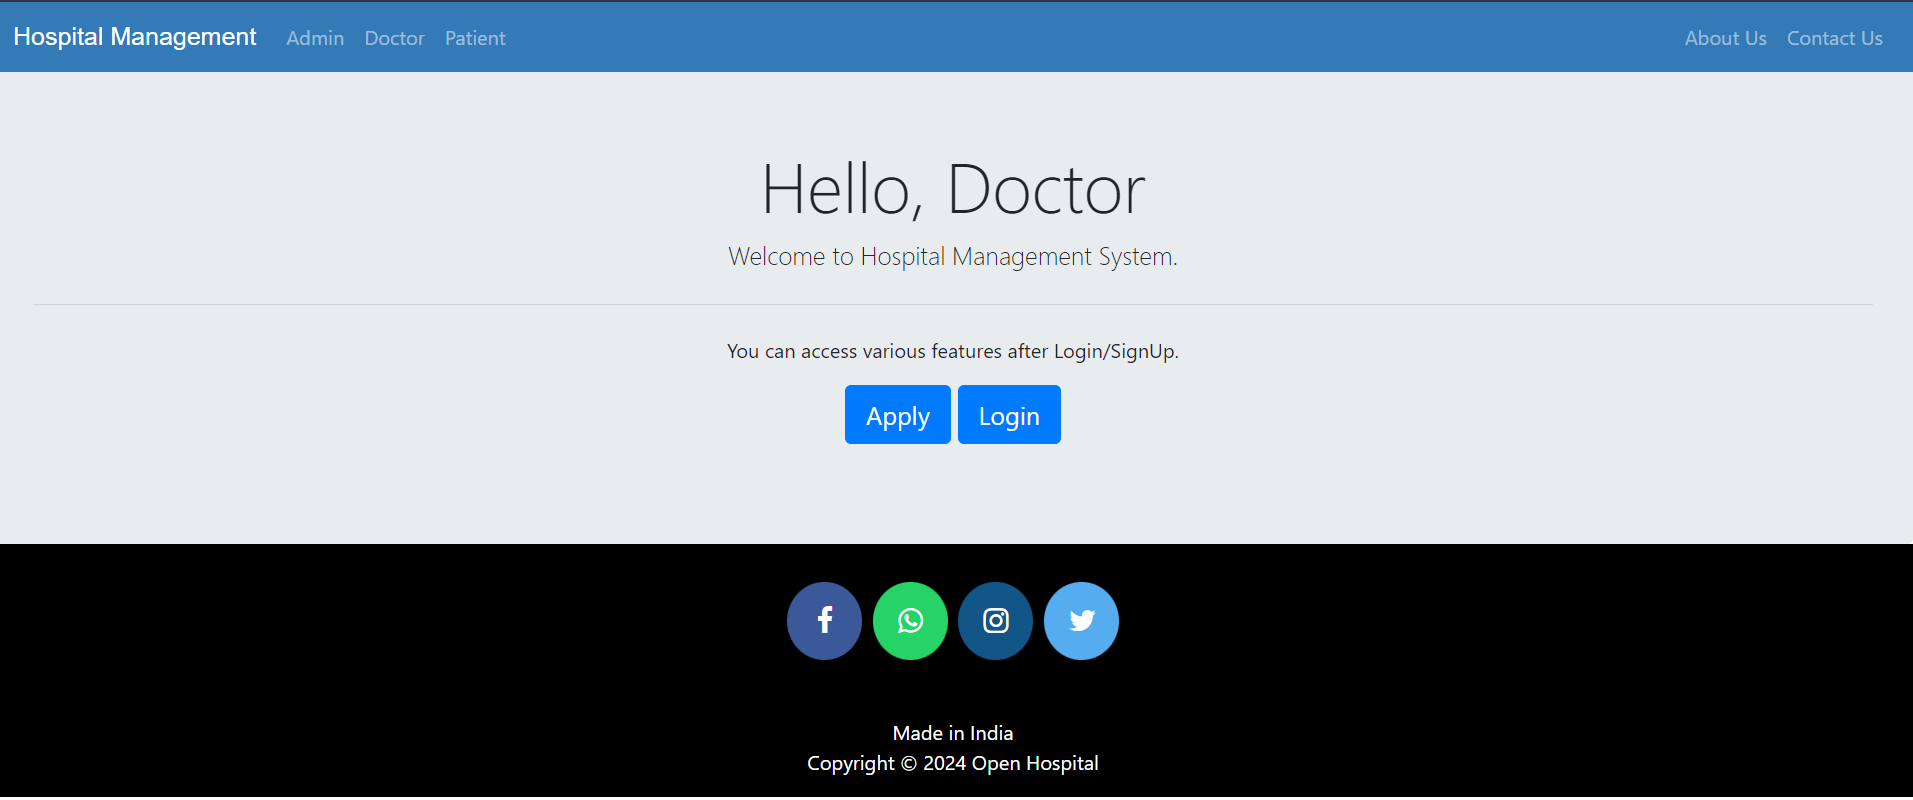 Hospital Management Admin Doctor Patient About Us Contact Us
Hello, Doctor
Welcome to Hospital Management System.
You can access various features after Login/SignUp.
Apply Login
Made in India
Copyright © 2024 Open Hospital